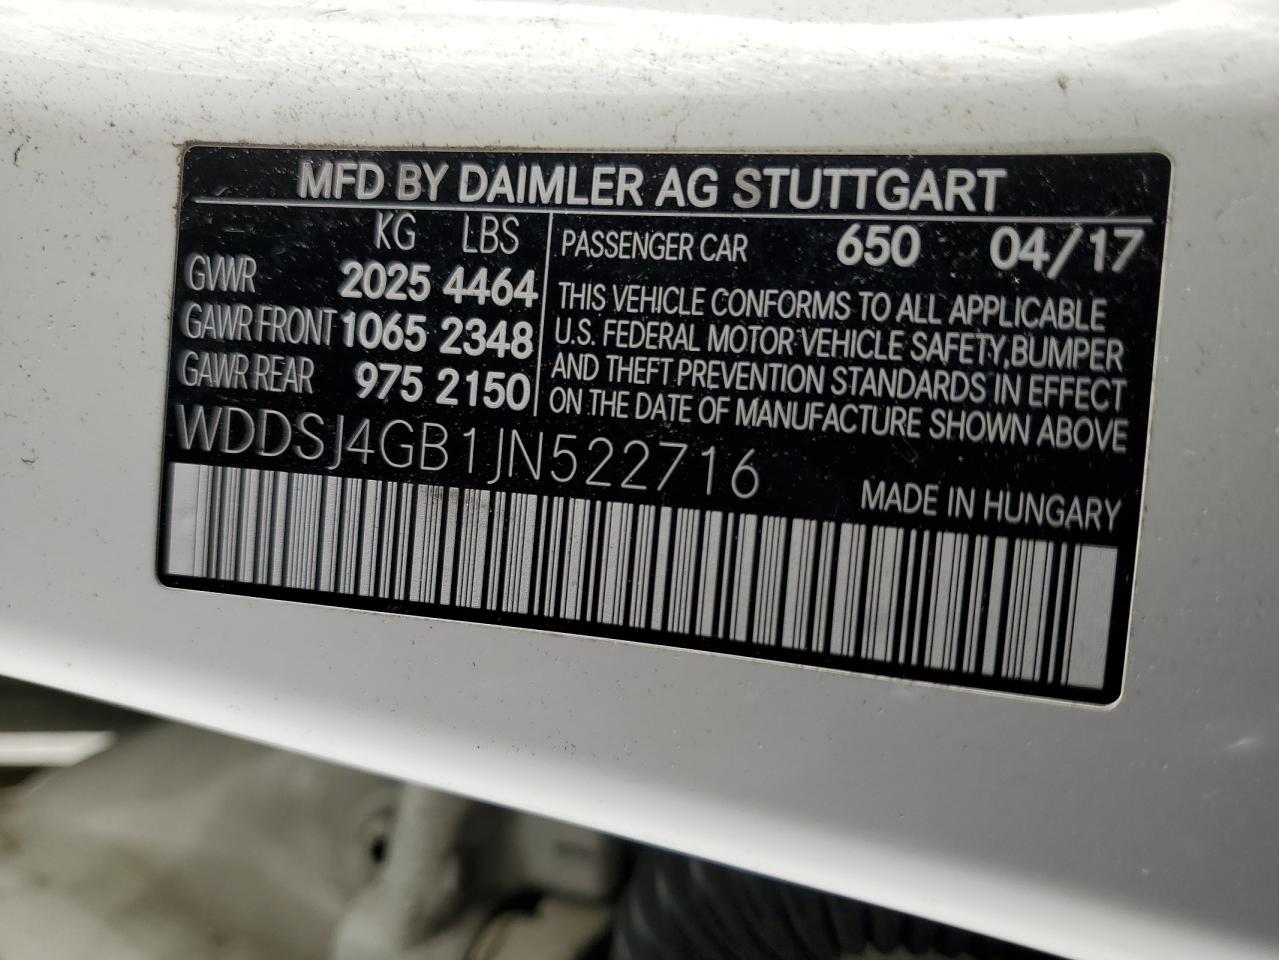 MFD BY DAIMLER AG STUTTGART
KG LBS
GVWR 2025 4464
GAWR FRONT 1065 2348
GAWR REAR 975 2150
PASSENGER CAR 650 04/17
THIS VEHICLE CONFORMS TO ALL APPLICABLE
U.S. FEDERAL MOTOR VEHICLE SAFETY,BUMPER
AND THEFT PREVENTION STANDARDS IN EFFECT
ON THE DATE OF MANUFACTURE SHOWN ABOVE
WDDSJ4GB1JN522716
MADE IN HUNGARY